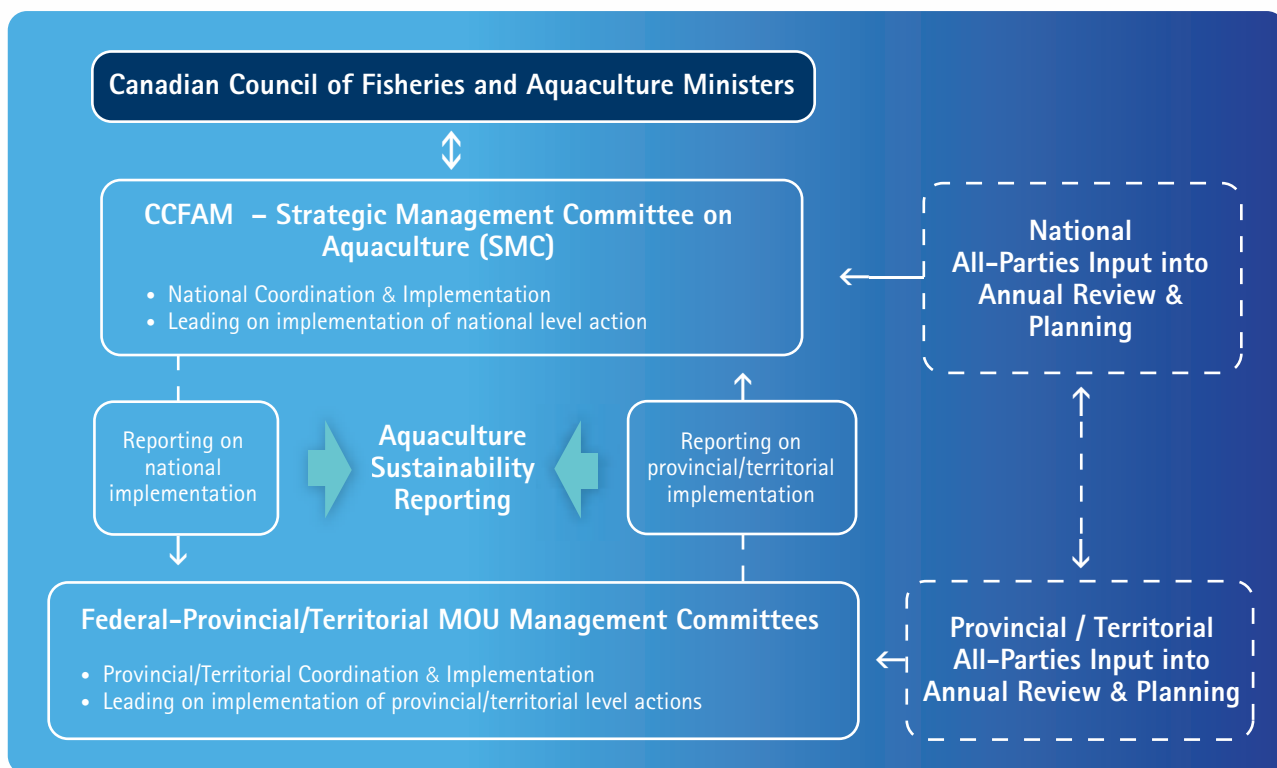 Canadian Council of Fisheries and Aquaculture Ministers
CCFAM – Strategic Management Committee on
Aquaculture (SMC)
• National Coordination & Implementation
• Leading on implementation of national level action
National
All-Parties Input into
Annual Review &
Planning
Reporting on
national
implementation
Aquaculture
Sustainability
Reporting
Reporting on
provincial/territorial
implementation
Federal-Provincial/Territorial MOU Management Committees
• Provincial/Territorial Coordination & Implementation
• Leading on implementation of provincial/territorial level actions
Provincial / Territorial
All-Parties Input into
Annual Review & Planning